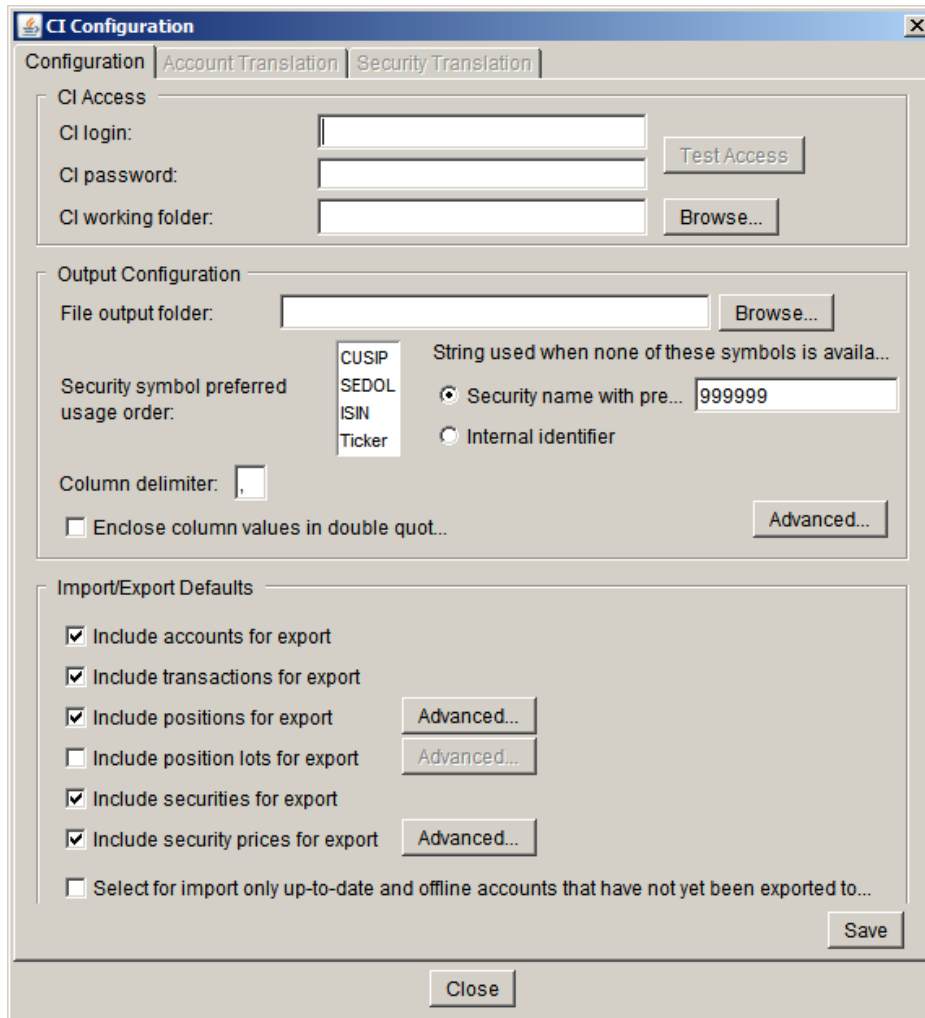 CI Configuration
Configuration Account Translation Security Translation
CI Access
CI login:
Test Access
CI password:
CI working folder: Browse...
Output Configuration
File output folder: Browse...
CUSIP String used when none of these symbols is availa...
Security symbol preferred SEDOL Security name with pre... 999999
usage order: ISIN
Ticker Internal identifier
Column delimiter: ,
Enclose column values in double quot... Advanced...
Import/Export Defaults
Include accounts for export
Include transactions for export
Include positions for export Advanced...
Include position lots for export Advanced...
Include securities for export
Include security prices for export Advanced...
Select for import only up-to-date and offline accounts that have not yet been exported to...
Save
Close